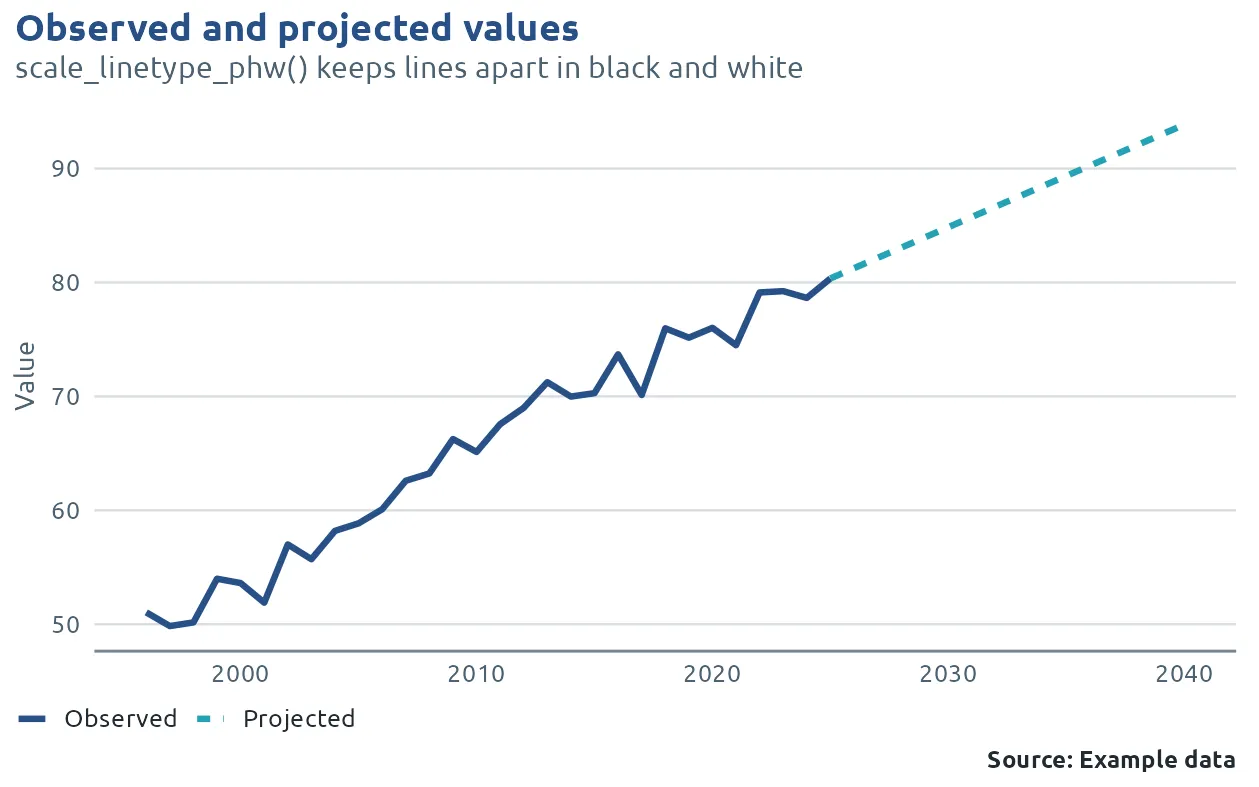 Observed and projected values
scale_linetype_phw() keeps lines apart in black and white
Value
90
80
70
60
50
2000 2010 2020 2030 2040
Observed Projected
Source: Example data